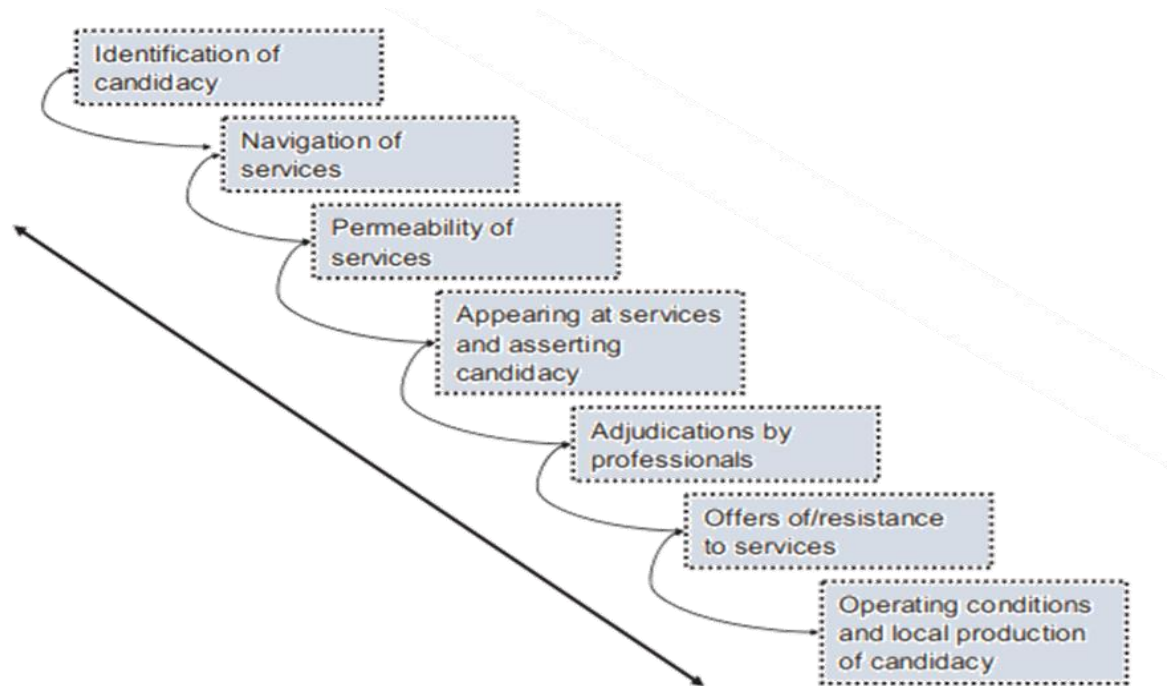 Identification of
candidacy
Navigation of
services
Permeability of
services
Appearing at services
and asserting
candidacy
Adjudications by
professionals
Offers of/resistance
to services
Operating conditions
and local production
of candidacy